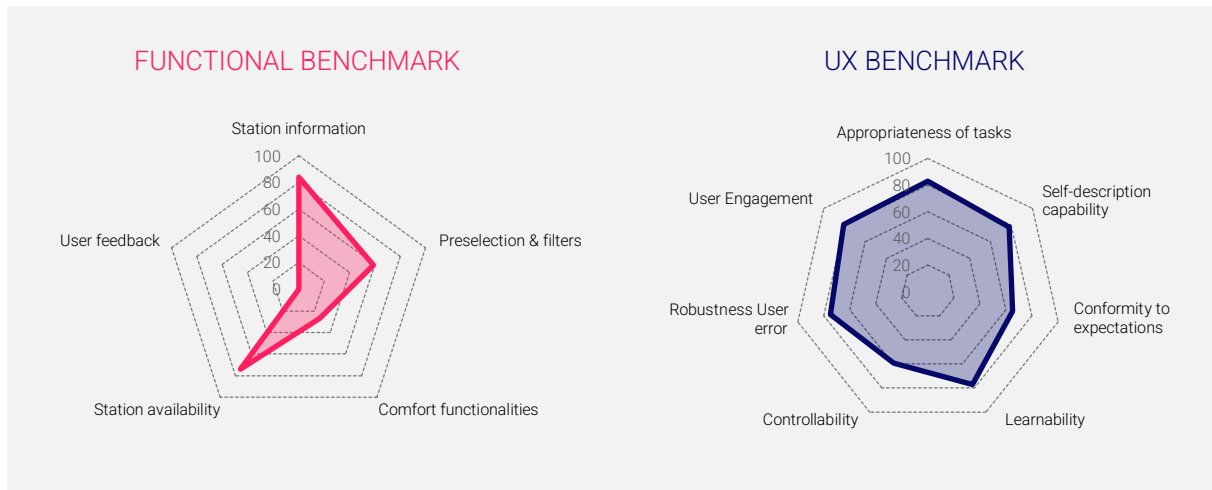 FUNCTIONAL BENCHMARK
Station information
100
80
60
40
20
0
User feedback
Preselection & filters
Station availability
Comfort functionalities
UX BENCHMARK
Appropriateness of tasks
100
80
60
40
20
0
User Engagement
Self-description
capability
Robustness User
error
Conformity to
expectations
Controllability
Learnability